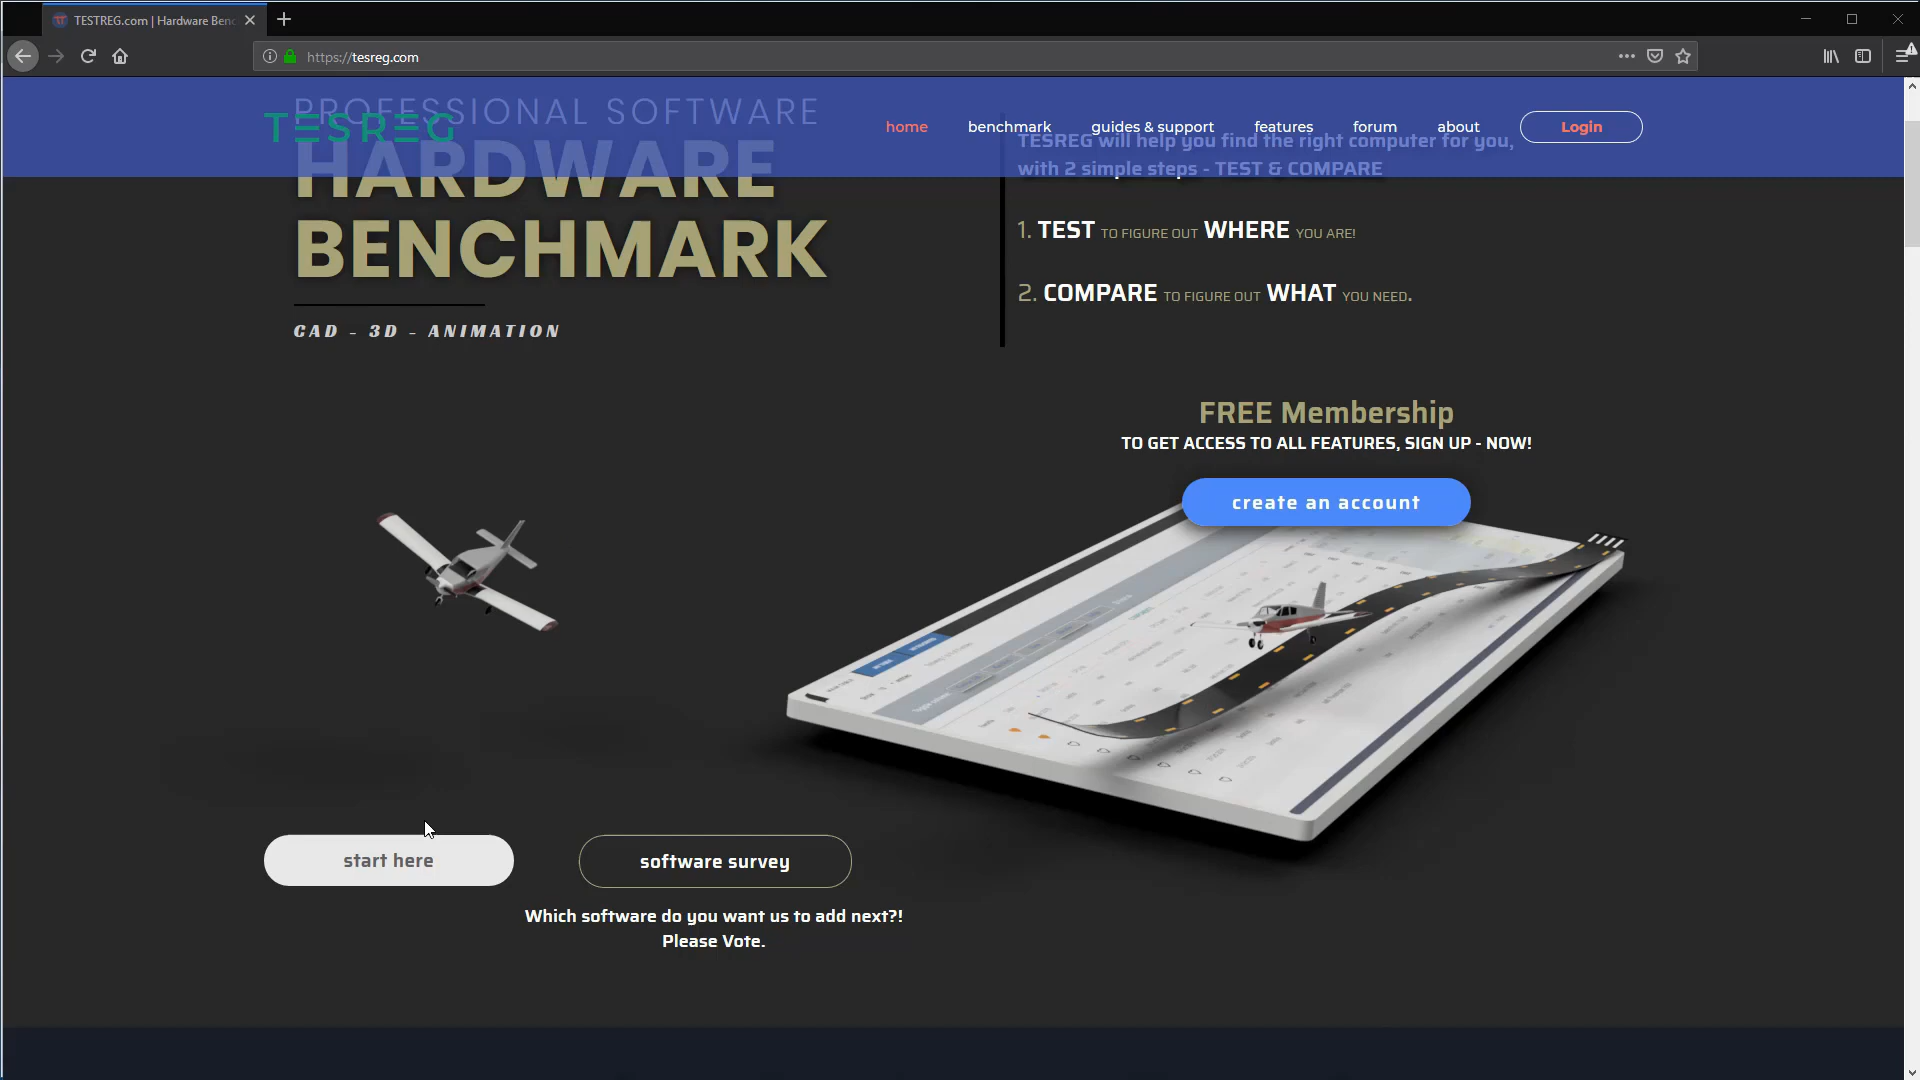 TESTREG.com | Hardware Benc
https://tesreg.com
TESREG
home
benchmark
guides & support
features
forum
about
Login
PROFESSIONAL SOFTWARE
HARDWARE
BENCHMARK
CAD - 3D - ANIMATION
TESREG will help you find the right computer for you,
with 2 simple steps - TEST & COMPARE
1. TEST TO FIGURE OUT WHERE YOU ARE!
2. COMPARE TO FIGURE OUT WHAT YOU NEED.
FREE Membership
TO GET ACCESS TO ALL FEATURES, SIGN UP - NOW!
create an account
start here
software survey
Which software do you want us to add next?!
Please Vote.